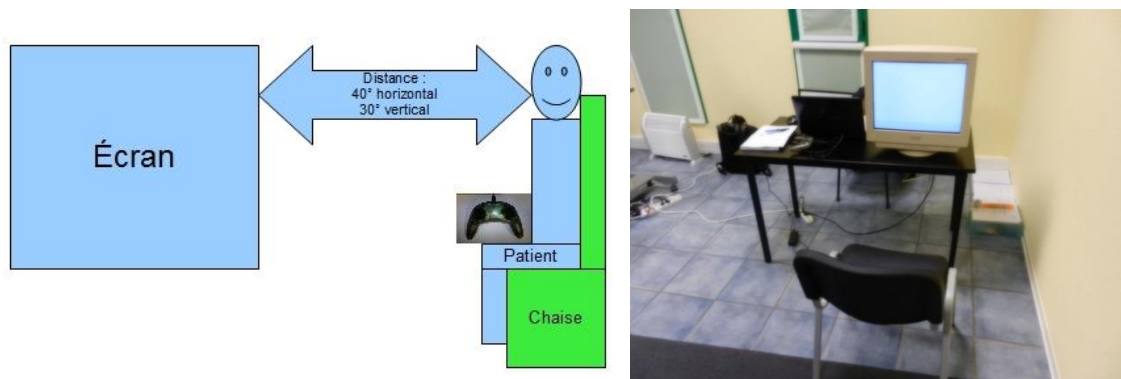 Écran
Distance :
40° horizontal
30° vertical
Patient
Chaise